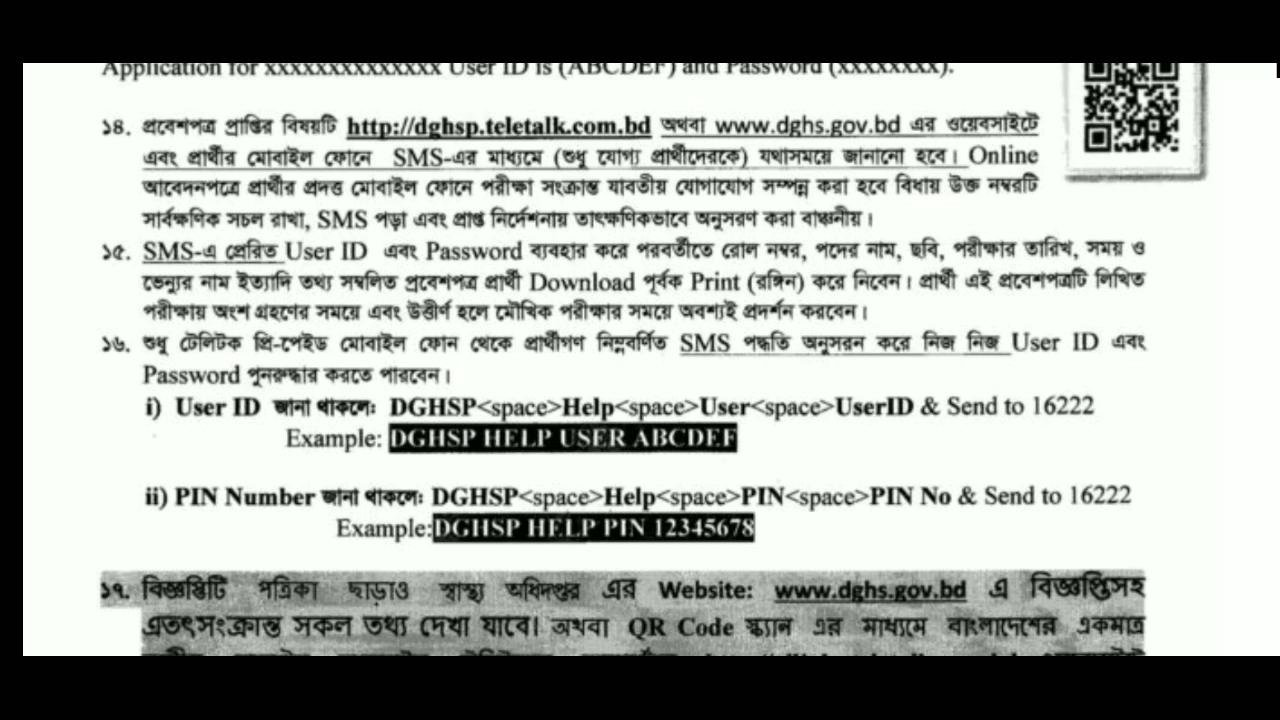 Application for xxxxxxxxxxxxxx User ID is (ABCDEF) and Password (xxxxxxxx).
১৪. প্রবেশপত্র প্রাপ্তির বিষয়টি http://dghsp.teletalk.com.bd অথবা www.dghs.gov.bd এর ওয়েবসাইটে
এবং প্রার্থীর মোবাইল ফোনে SMS-এর মাধ্যমে (শুধু যোগ্য প্রার্থীদেরকে) যথাসময়ে জানানো হবে। Online
আবেদনপত্রে প্রার্থীর প্রদত্ত মোবাইল ফোনে পরীক্ষা সংক্রান্ত যাবতীয় যোগাযোগ সম্পন্ন করা হবে বিধায় উক্ত নম্বরটি
সার্বক্ষণিক সচল রাখা, SMS পড়া এবং প্রাপ্ত নির্দেশনায় তাৎক্ষণিকভাবে অনুসরণ করা বাঞ্চনীয়।
১৫. SMS-এ প্রেরিত User ID এবং Password ব্যবহার করে পরবর্তীতে রোল নম্বর, পদের নাম, ছবি, পরীক্ষার তারিখ, সময় ও
ভেন্যুর নাম ইত্যাদি তথ্য সম্বলিত প্রবেশপত্র প্রার্থী Download পূর্বক Print (রঙ্গিন) করে নিবেন। প্রার্থী এই প্রবেশপত্রটি লিখিত
পরীক্ষায় অংশ গ্রহণের সময়ে এবং উত্তীর্ণ হলে মৌখিক পরীক্ষার সময়ে অবশ্যই প্রদর্শন করবেন।
১৬. শুধু টেলিটক প্রি-পেইড মোবাইল ফোন থেকে প্রার্থীগণ নিম্নবর্ণিত SMS পদ্ধতি অনুসরন করে নিজ নিজ User ID এবং
Password পুনরুদ্ধার করতে পারবেন।
i) User ID জানা থাকলেঃ DGHSP<space>Help<space>User<space>UserID & Send to 16222
Example: DGHSP HELP USER ABCDEF
ii) PIN Number জানা থাকলেঃ DGHSP<space>Help<space>PIN<space>PIN No & Send to 16222
Example:DGHSP HELP PIN 12345678
১৭. বিজ্ঞপ্তিটি পত্রিকা ছাড়াও স্বাস্থ্য অধিদপ্তর এর Website: www.dghs.gov.bd এ বিজ্ঞপ্তিসহ
এতৎসংক্রান্ত সকল তথ্য দেখা যাবে। অথবা QR Code স্ক্যান এর মাধ্যমে বাংলাদেশের একমাত্র